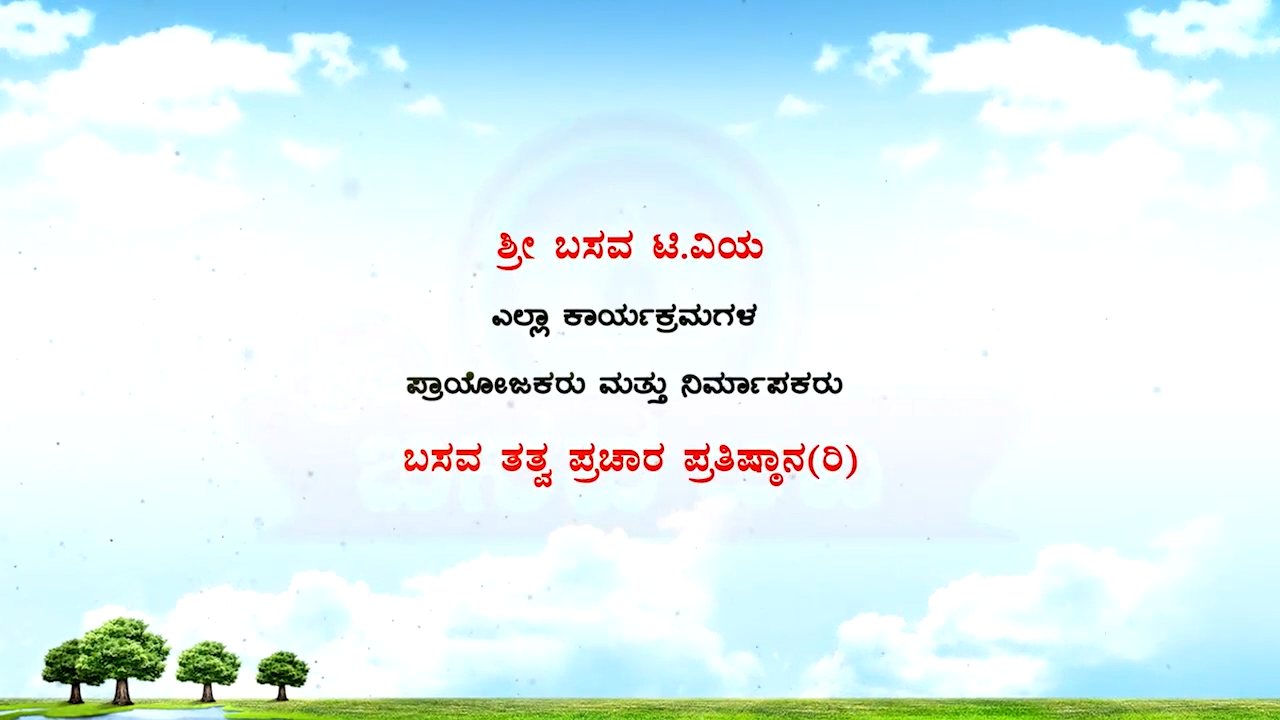 ಶ್ರೀ ಬಸವ ಟಿ.ವಿಯ
ಎಲ್ಲಾ ಕಾರ್ಯಕ್ರಮಗಳ
ಪ್ರಾಯೋಜಕರು ಮತ್ತು ನಿರ್ಮಾಪಕರು
ಬಸವ ತತ್ವ ಪ್ರಚಾರ ಪ್ರತಿಷ್ಠಾನ(ರಿ)